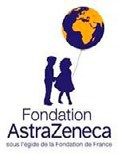 Fondation
AstraZeneca
sous l'égide de la Fondation de France